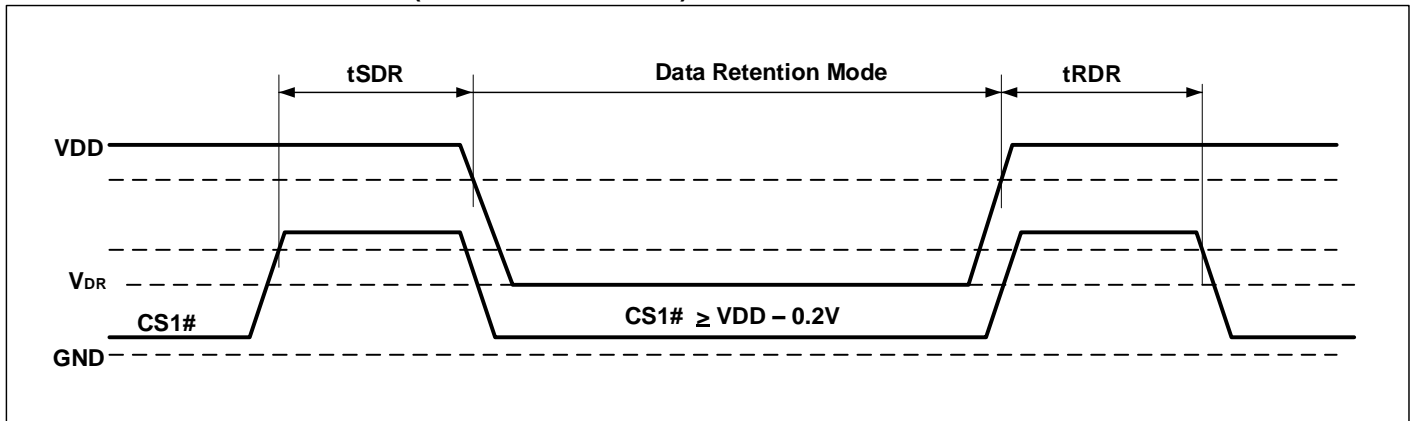 tSDR Data Retention Mode tRDR
VDD
VDR
CS1# CS1# ≥ VDD – 0.2V
GND